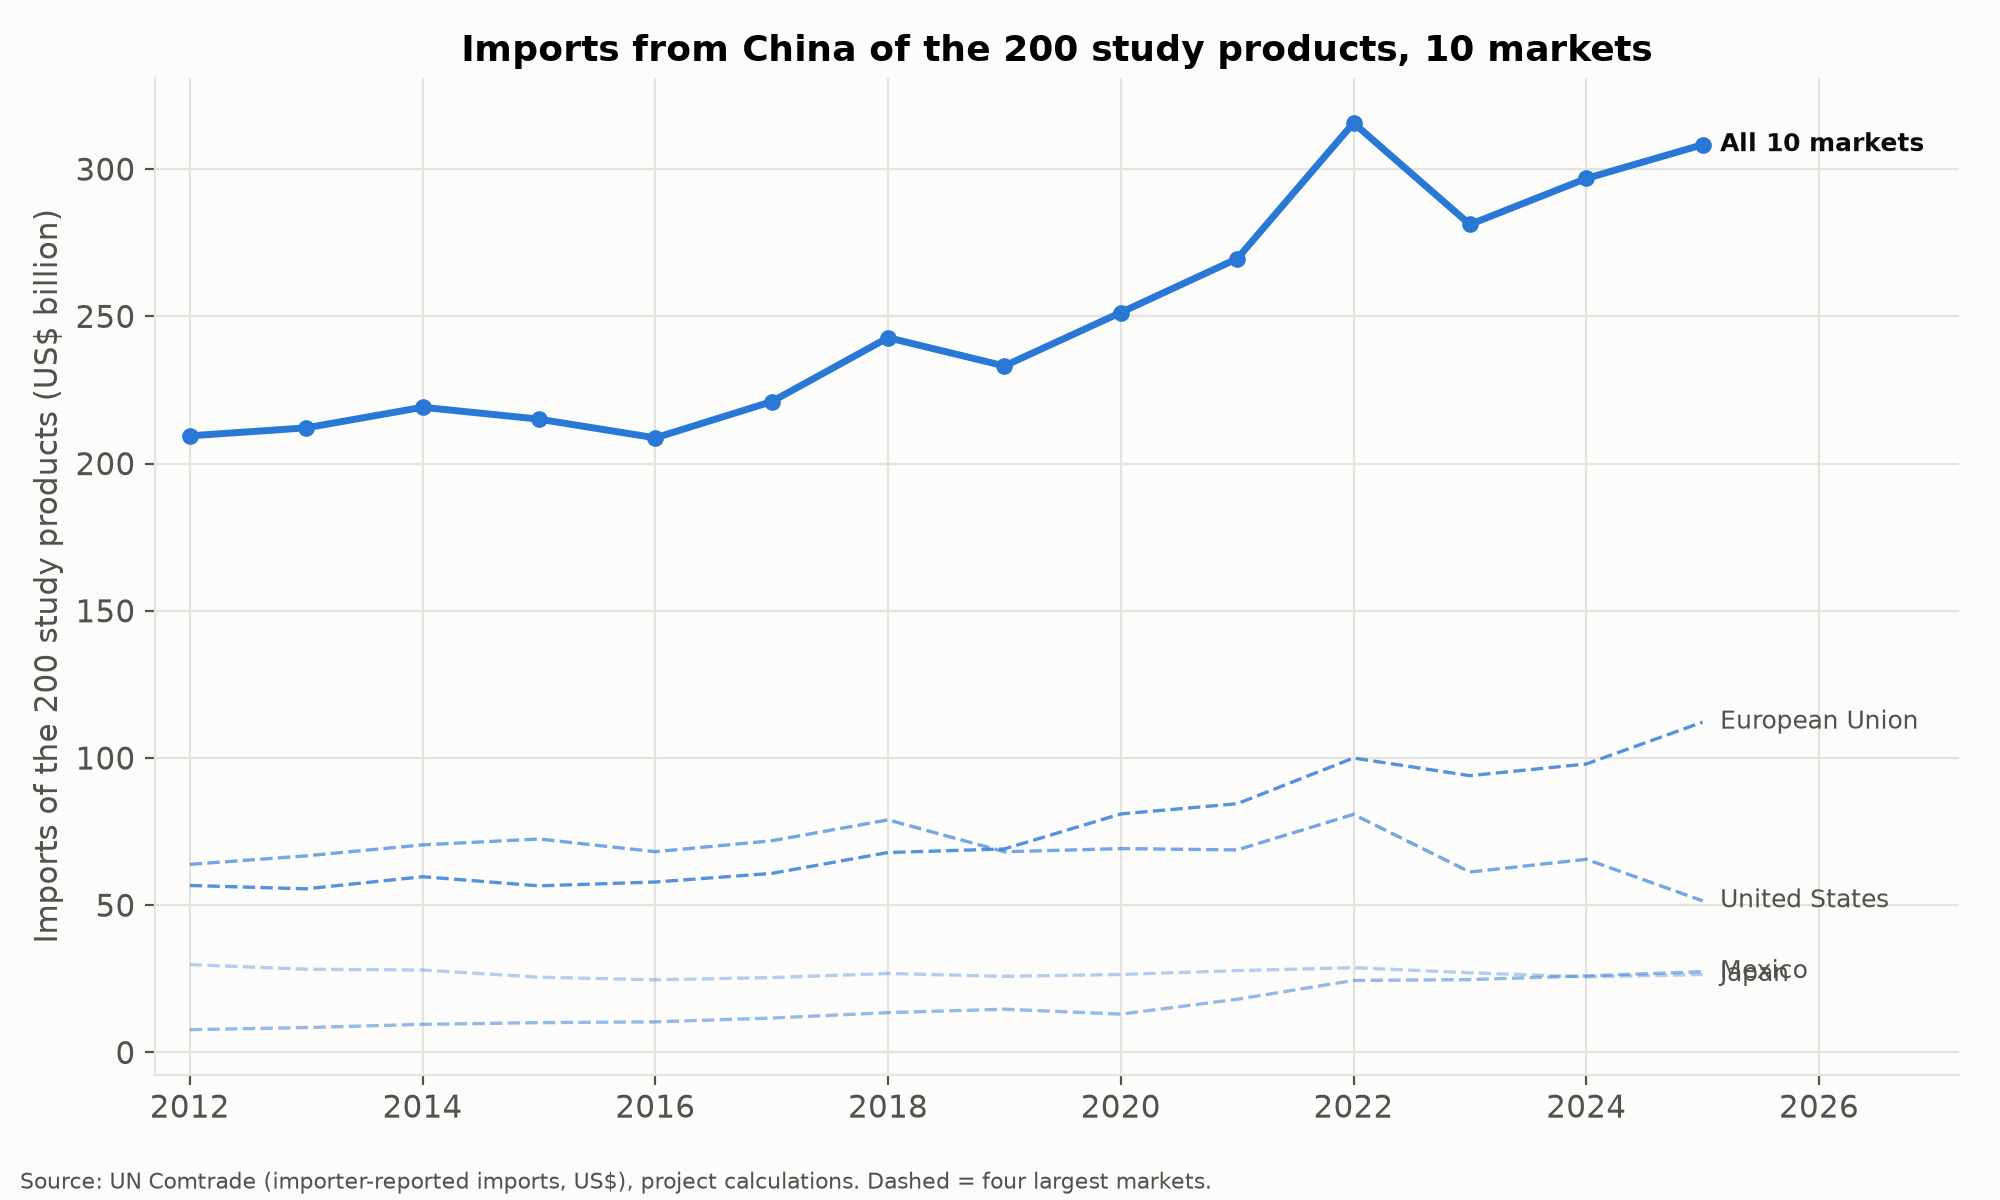 Imports from China of the 200 study products, 10 markets
Imports of the 200 study products (US$ billion)
300
250
200
150
100
50
0
All 10 markets
European Union
United States
Mexico
Japan
2012 2014 2016 2018 2020 2022 2024 2026
Source: UN Comtrade (importer-reported imports, US$), project calculations. Dashed = four largest markets.